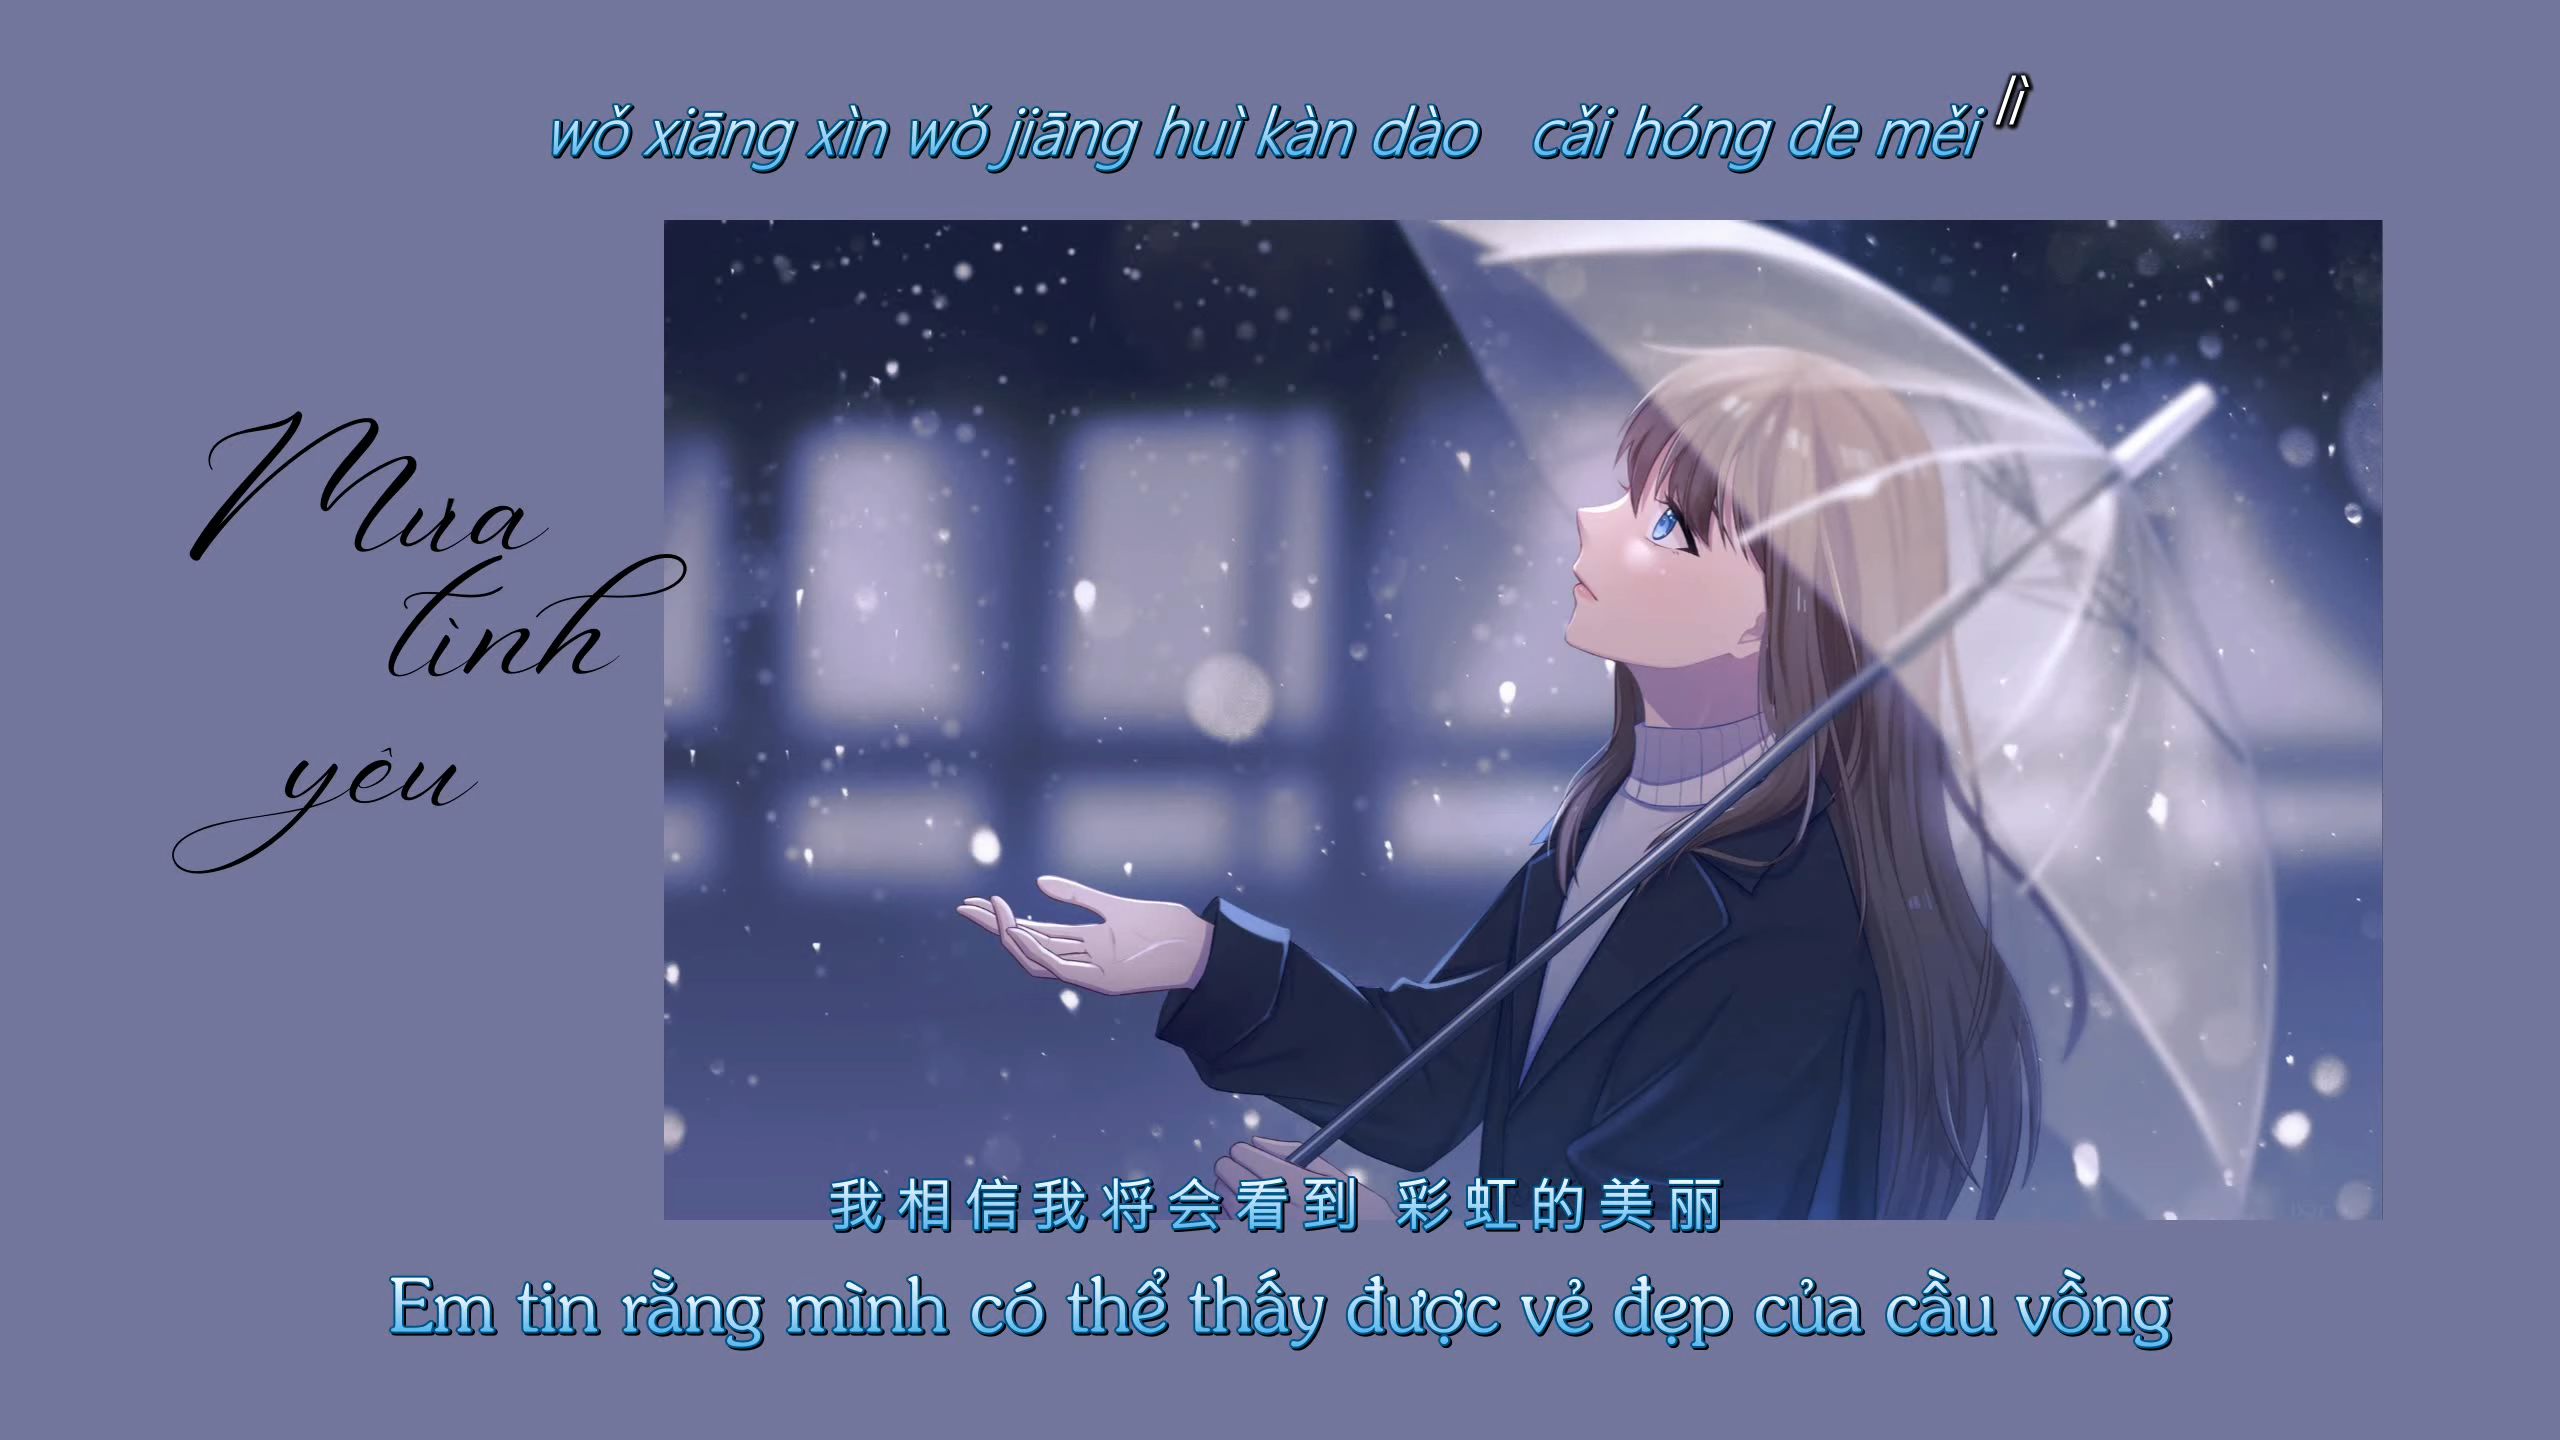 wǒ xiāng xìn wǒ jiāng huì kàn dào cǎi hóng de měi lì
Mưa
tình
yêu
我相信我将会看到 彩虹的美丽
Em tin rằng mình có thể thấy được vẻ đẹp của cầu vồng